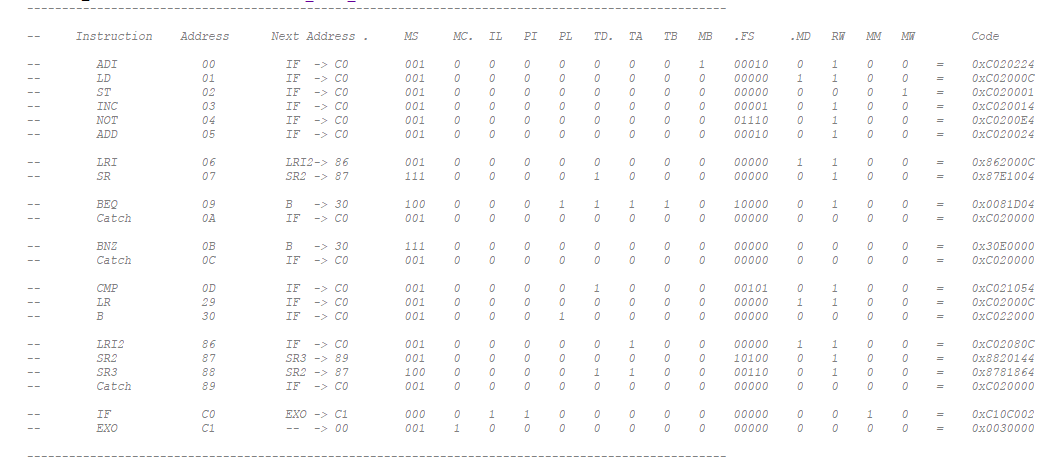 --------------------------------------------------------------------------------------------------
-- Instruction Address Next Address . MS MC. IL PI PL TD. TA TB MB .FS .MD RW MM MW Code
-- ADI 00 IF -> C0 001 0 0 0 0 0 0 0 1 00010 0 1 0 0 = 0xC020224
-- LD 01 IF -> C0 001 0 0 0 0 0 0 0 0 00000 1 1 0 0 = 0xC02000C
-- ST 02 IF -> C0 001 0 0 0 0 0 0 0 0 00000 0 0 0 1 = 0xC020001
-- INC 03 IF -> C0 001 0 0 0 0 0 0 0 0 00001 0 1 0 0 = 0xC020014
-- NOT 04 IF -> C0 001 0 0 0 0 0 0 0 0 01110 0 1 0 0 = 0xC0200E4
-- ADD 05 IF -> C0 001 0 0 0 0 0 0 0 0 00010 0 1 0 0 = 0xC020024
-- LRI 06 LRI2-> 86 001 0 0 0 0 0 0 0 0 00000 1 1 0 0 = 0x862000C
-- SR 07 SR2 -> 87 111 0 0 0 0 1 0 0 0 00000 0 1 0 0 = 0x87E1004
-- BEQ 09 B -> 30 100 0 0 0 1 1 1 1 0 10000 0 1 0 0 = 0x0081D04
-- Catch 0A IF -> C0 001 0 0 0 0 0 0 0 0 00000 0 0 0 0 = 0xC020000
-- BNZ 0B B -> 30 111 0 0 0 0 0 0 0 0 00000 0 0 0 0 = 0x30E0000
-- Catch 0C IF -> C0 001 0 0 0 0 0 0 0 0 00000 0 0 0 0 = 0xC020000
-- CMP 0D IF -> C0 001 0 0 0 0 1 0 0 0 00101 0 1 0 0 = 0xC021054
-- LR 29 IF -> C0 001 0 0 0 0 0 0 0 0 00000 1 1 0 0 = 0xC02000C
-- B 30 IF -> C0 001 0 0 0 1 0 0 0 0 00000 0 0 0 0 = 0xC022000
-- LRI2 86 IF -> C0 001 0 0 0 0 0 1 0 0 00000 1 1 0 0 = 0xC02080C
-- SR2 87 SR3 -> 89 001 0 0 0 0 0 0 0 0 10100 0 1 0 0 = 0x8820144
-- SR3 88 SR2 -> 87 100 0 0 0 0 1 1 0 0 00110 0 1 0 0 = 0x8781864
-- Catch 89 IF -> C0 001 0 0 0 0 0 0 0 0 00000 0 0 0 0 = 0xC020000
-- IF C0 EXO -> C1 000 0 1 1 0 0 0 0 0 00000 0 0 1 0 = 0xC10C002
-- EXO C1 -- -> 00 001 1 0 0 0 0 0 0 0 00000 0 0 0 0 = 0x0030000
--------------------------------------------------------------------------------------------------